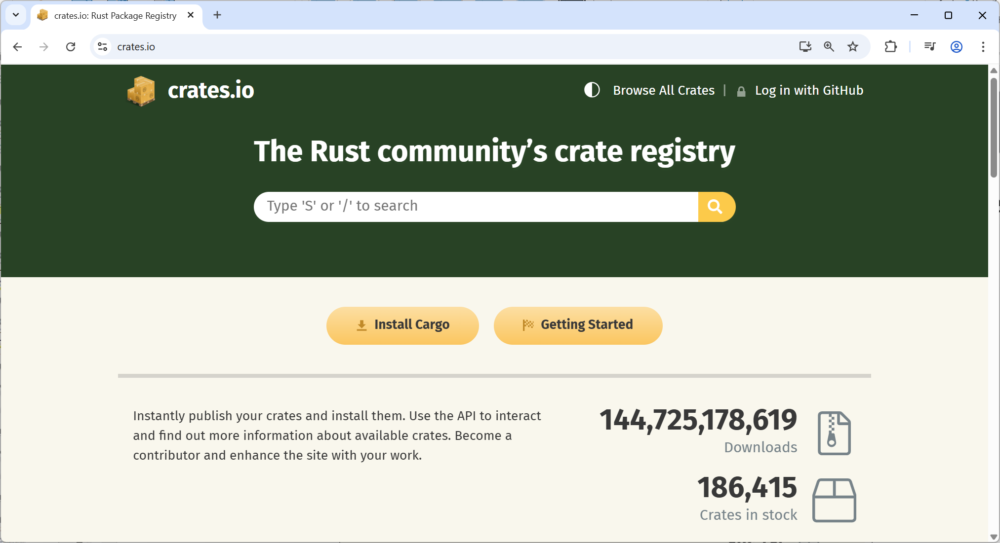 crates.io: Rust Package Registry
crates.io
crates.io
Browse All Crates | Log in with GitHub
The Rust community’s crate registry
Type 'S' or '/' to search
Install Cargo
Getting Started
Instantly publish your crates and install them. Use the API to interact
and find out more information about available crates. Become a
contributor and enhance the site with your work.
144,725,178,619
Downloads
186,415
Crates in stock